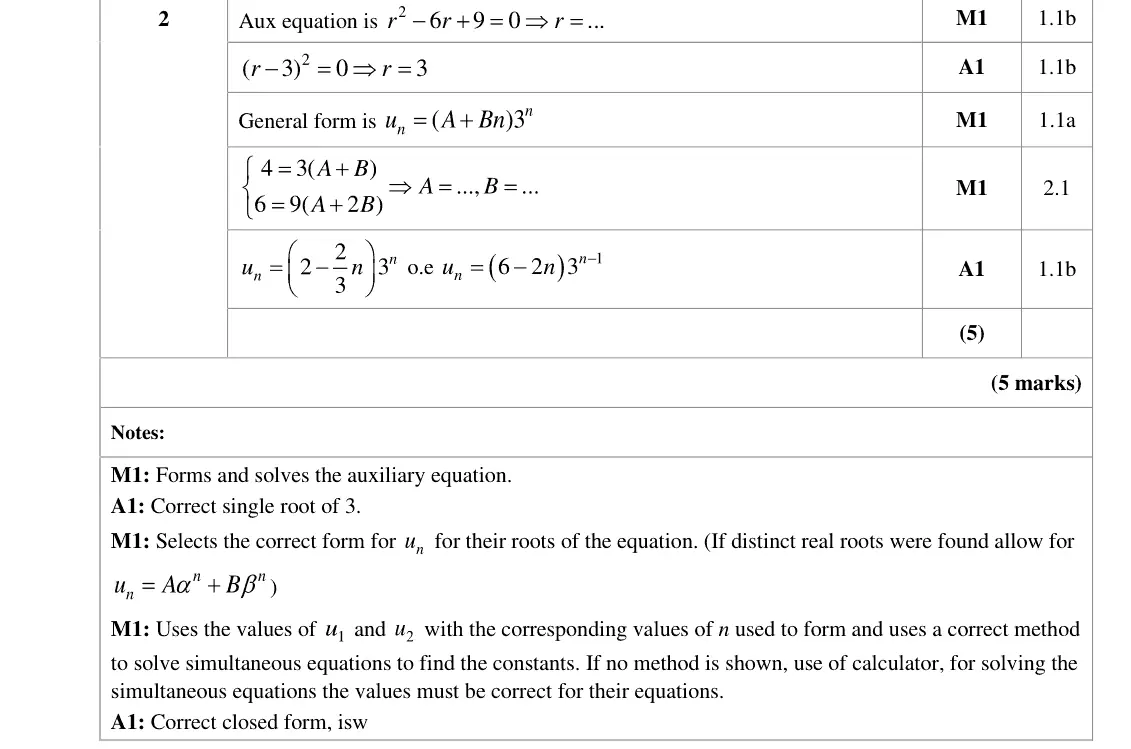 2 Aux equation is r² − 6r + 9 = 0 ⇒ r = ... M1 1.1b
(r − 3)² = 0 ⇒ r = 3 A1 1.1b
General form is uₙ = (A + Bn)3ⁿ M1 1.1a
{ 4 = 3(A + B)
6 = 9(A + 2B) ⇒ A = ..., B = ... M1 2.1
uₙ = (2 − 2/3 n)3ⁿ o.e uₙ = (6 − 2n)3ⁿ⁻¹ A1 1.1b
(5)
(5 marks)
Notes:
M1: Forms and solves the auxiliary equation.
A1: Correct single root of 3.
M1: Selects the correct form for uₙ for their roots of the equation. (If distinct real roots were found allow for
uₙ = Aαⁿ + Bβⁿ)
M1: Uses the values of u₁ and u₂ with the corresponding values of n used to form and uses a correct method
to solve simultaneous equations to find the constants. If no method is shown, use of calculator, for solving the
simultaneous equations the values must be correct for their equations.
A1: Correct closed form, isw